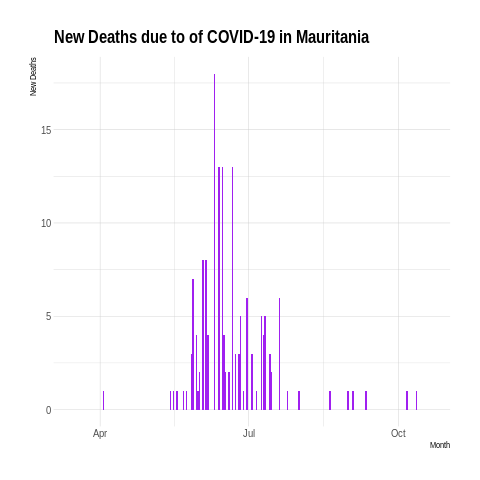 New Deaths due to of COVID-19 in Mauritania
New Deaths
15
10
5
0
Apr
Jul
Oct
Month